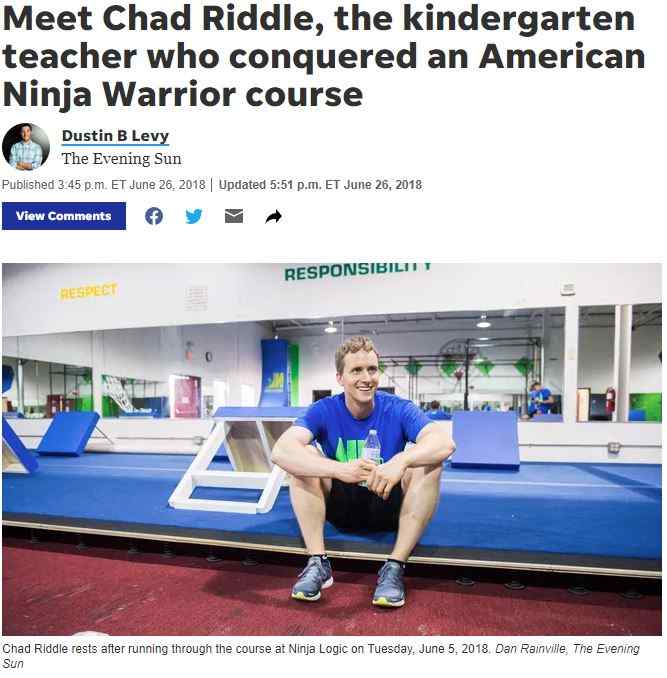 Meet Chad Riddle, the kindergarten
teacher who conquered an American
Ninja Warrior course
Dustin B Levy
The Evening Sun
Published 3:45 p.m. ET June 26, 2018 | Updated 5:51 p.m. ET June 26, 2018
View Comments
RESPONSIBILITY
RESPECT
Chad Riddle rests after running through the course at Ninja Logic on Tuesday, June 5, 2018. Dan Rainville, The Evening
Sun